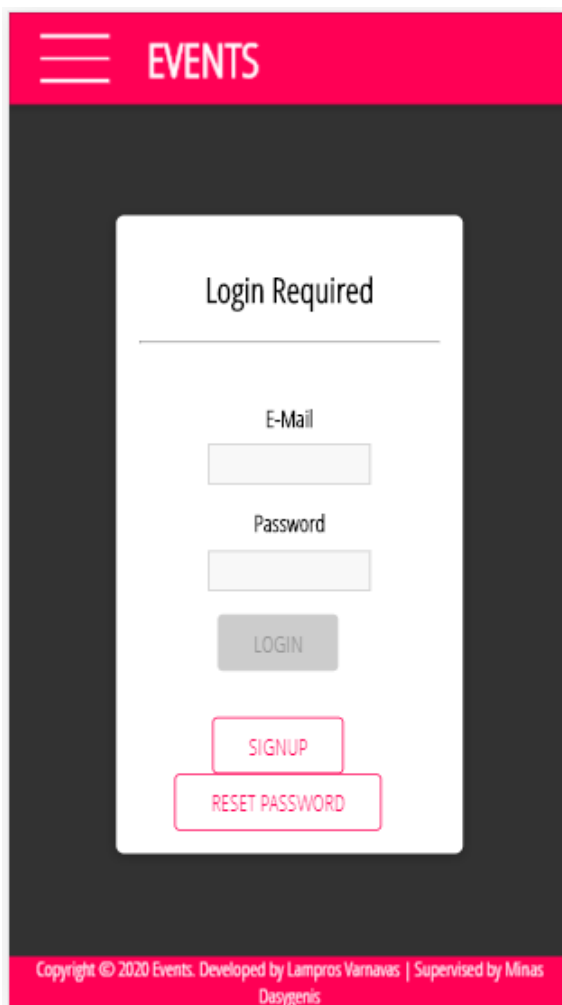 EVENTS
Login Required
E-Mail
Password
LOGIN
SIGNUP
RESET PASSWORD
Copyright © 2020 Events. Developed by Lampros Varnavas | Supervised by Minas
Dasygenis